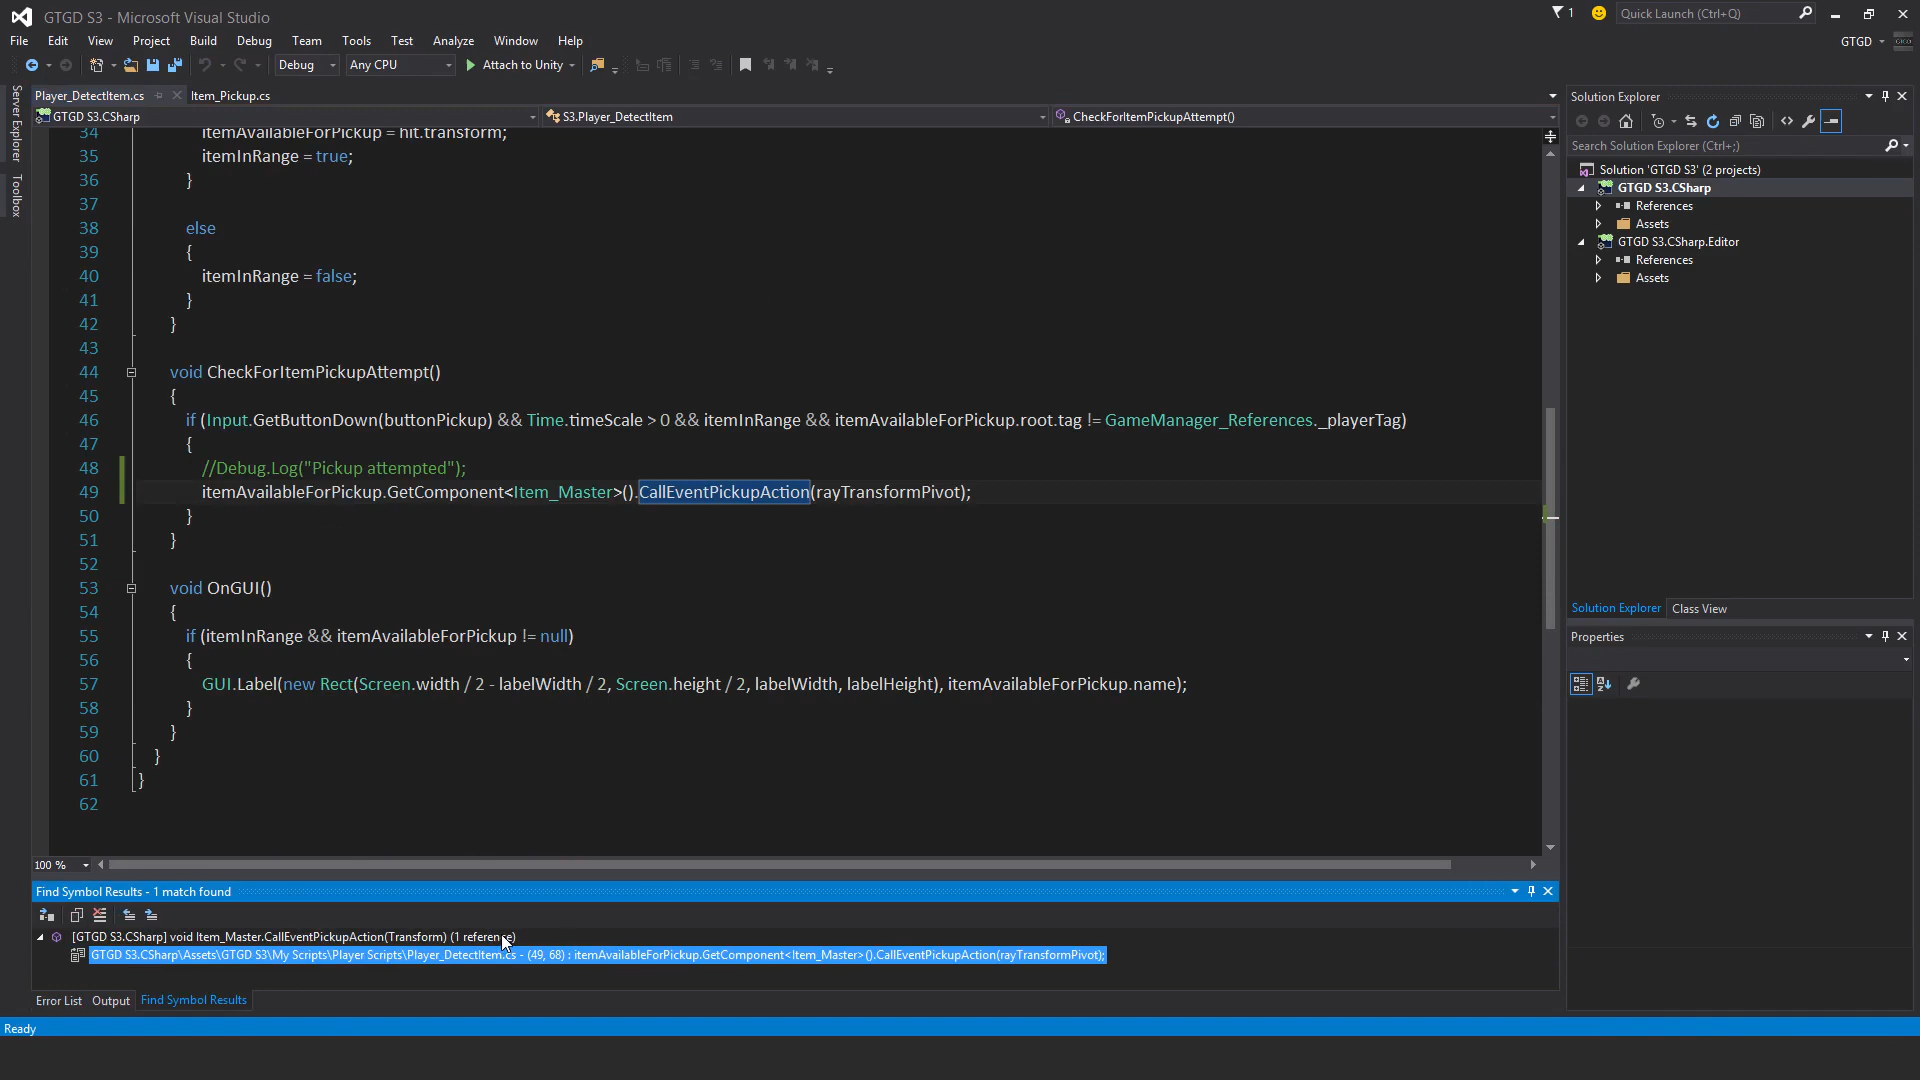 GTGD S3 - Microsoft Visual Studio
1
Quick Launch (Ctrl+Q)
File Edit View Project Build Debug Team Tools Test Analyze Window Help
GTGD
Debug Any CPU Attach to Unity
Server Explorer
Toolbox
Player_DetectItem.cs Item_Pickup.cs
GTGD S3.CSharp S3.Player_DetectItem CheckForItemPickupAttempt()
34 itemAvailableForPickup = hit.transform;
35 itemInRange = true;
36 }
37
38 else
39 {
40 itemInRange = false;
41 }
42 }
43
44 void CheckForItemPickupAttempt()
45 {
46 if (Input.GetButtonDown(buttonPickup) && Time.timeScale > 0 && itemInRange && itemAvailableForPickup.root.tag != GameManager_References._playerTag)
47 {
48 //Debug.Log("Pickup attempted");
49 itemAvailableForPickup.GetComponent<Item_Master>().CallEventPickupAction(rayTransformPivot);
50 }
51 }
52
53 void OnGUI()
54 {
55 if (itemInRange && itemAvailableForPickup != null)
56 {
57 GUI.Label(new Rect(Screen.width / 2 - labelWidth / 2, Screen.height / 2, labelWidth, labelHeight), itemAvailableForPickup.name);
58 }
59 }
60 }
61 }
62
100 %
Find Symbol Results - 1 match found
[GTGD S3.CSharp] void Item_Master.CallEventPickupAction(Transform) (1 reference)
GTGD S3.CSharp\Assets\GTGD S3\My Scripts\Player Scripts\Player_DetectItem.cs - (49, 68) : itemAvailableForPickup.GetComponent<Item_Master>().CallEventPickupAction(rayTransformPivot);
Error List Output Find Symbol Results
Ready
Solution Explorer
Search Solution Explorer (Ctrl+;)
Solution 'GTGD S3' (2 projects)
GTGD S3.CSharp
References
Assets
GTGD S3.CSharp.Editor
References
Assets
Solution Explorer Class View
Properties